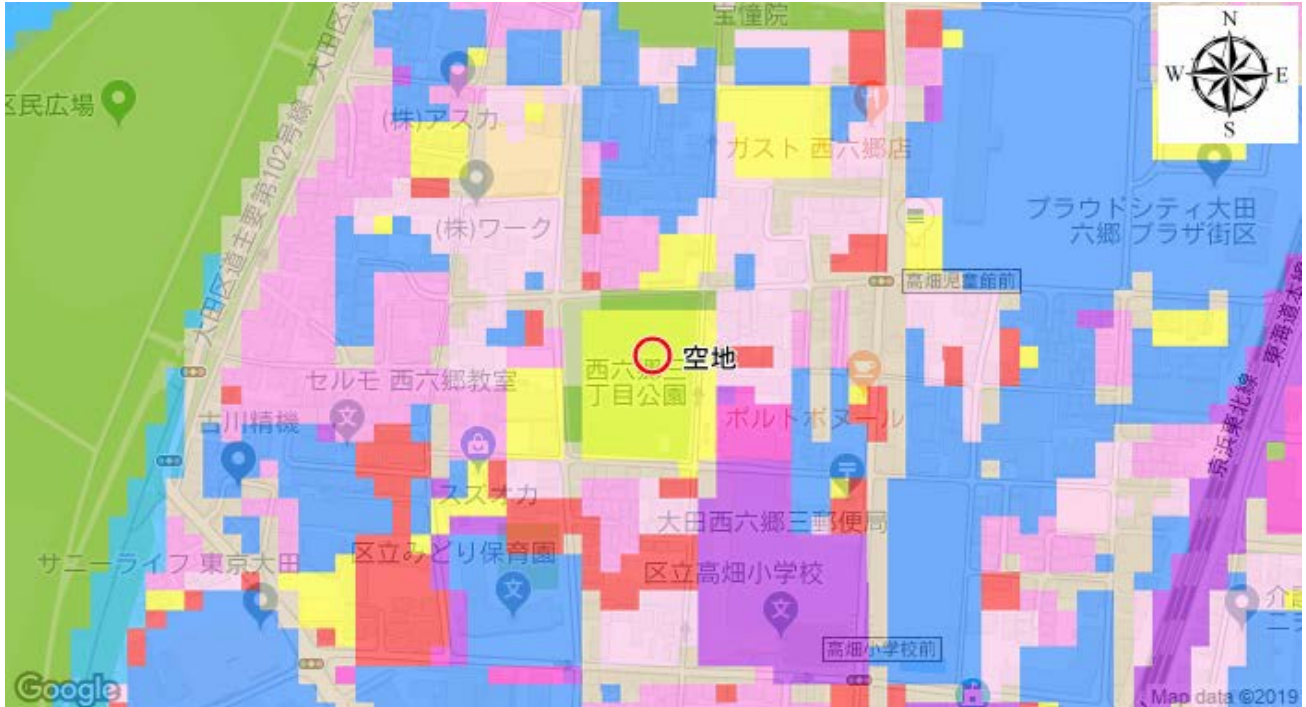 宝憧院
N
W
E
S
区民広場
大田区道主要第102号線
大田区道
(株)アスカ
ガスト 西六郷店
プラウドシティ大田
六郷 プラザ街区
(株)ワーク
高畑児童館前
東海道本線
京浜東北線
空地
西六郷三
丁目公園
セルモ 西六郷教室
古川精機
ポルトボヌール
スズオカ
大田西六郷三郵便局
区立みどり保育園
サニーライフ 東京大田
区立高畑小学校
文
文
文
高畑小学校前
Google
Map data ©2019